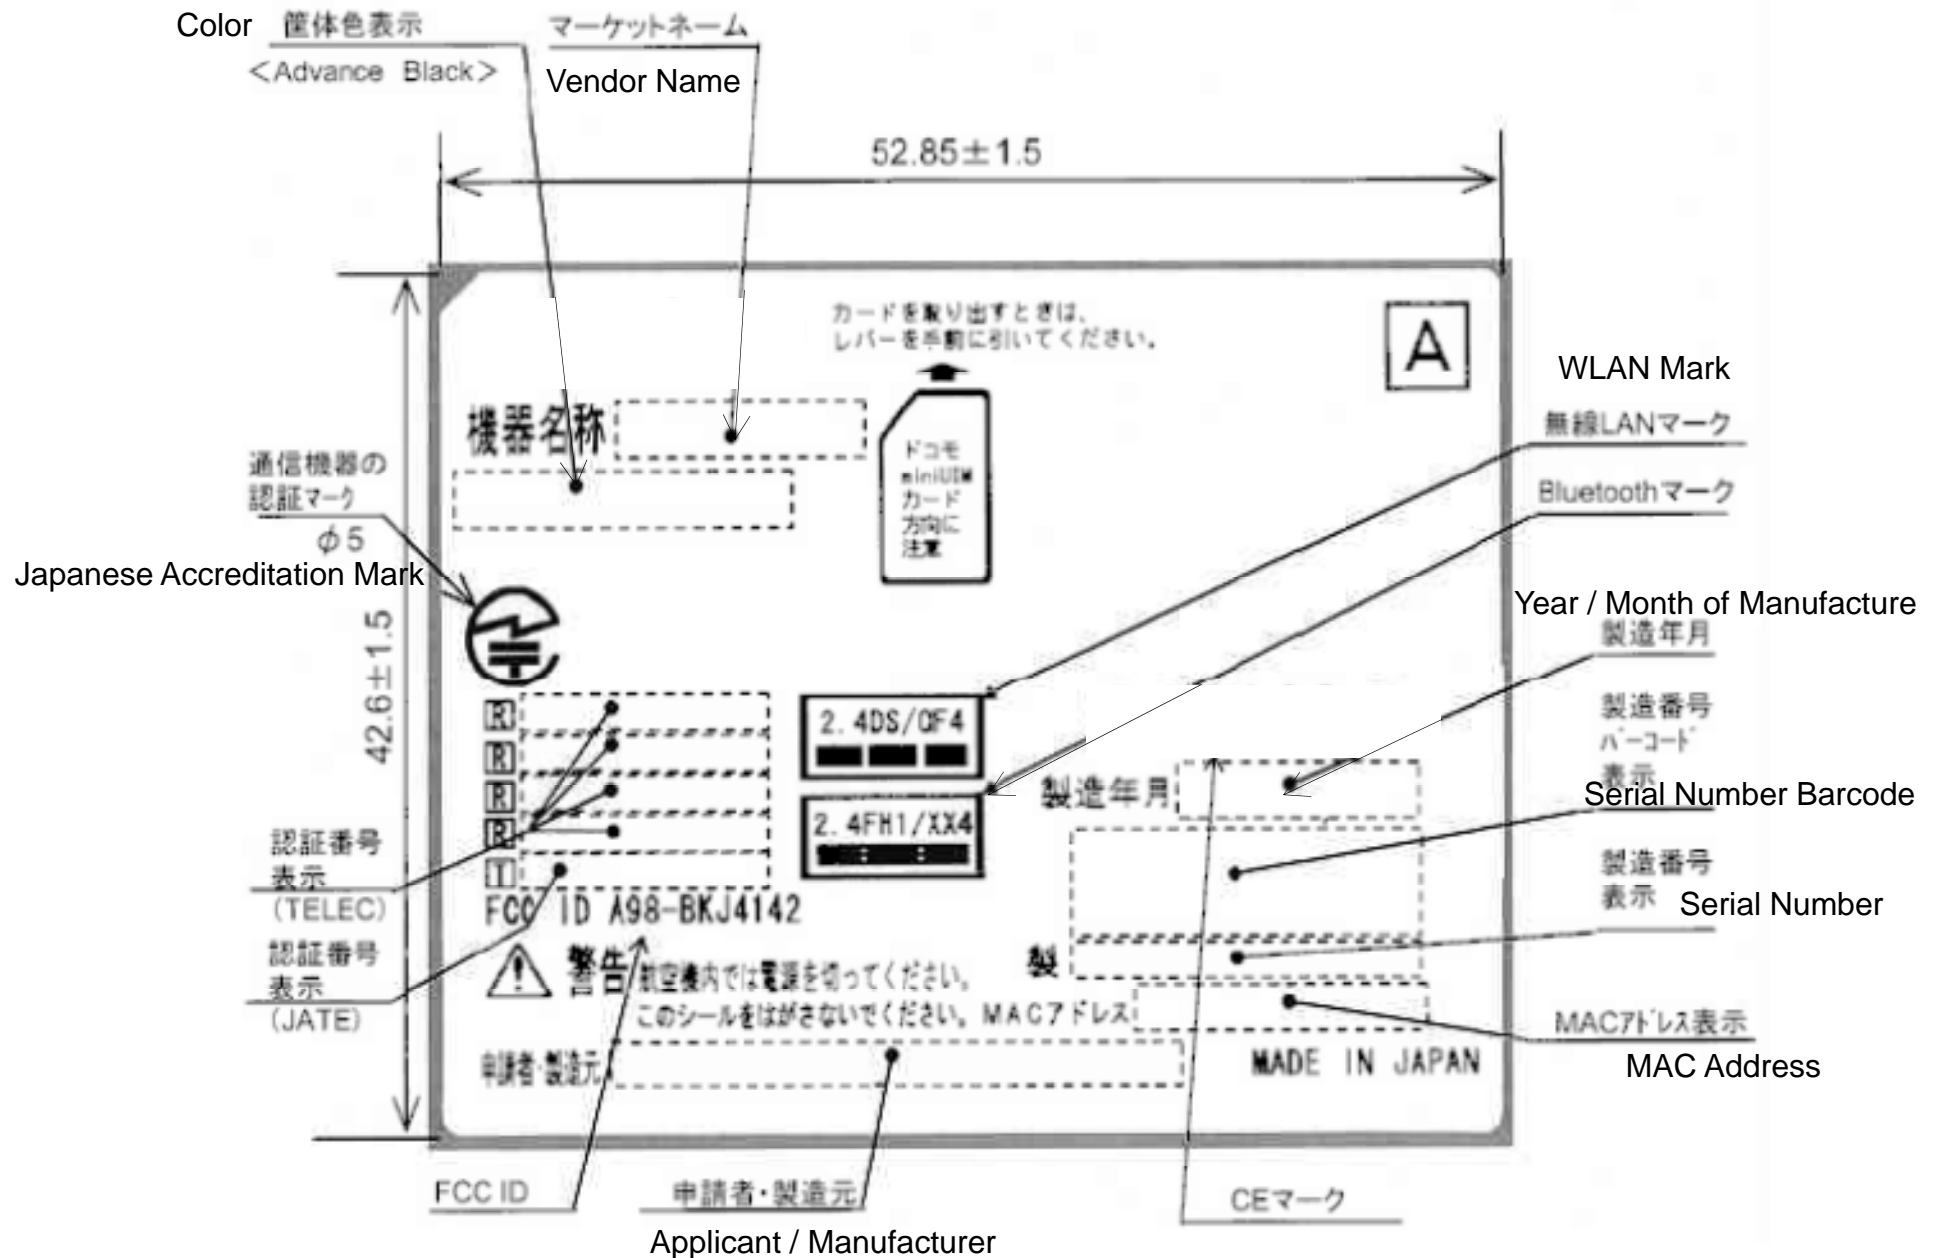 Color 筐体色表示
<Advance Black>
マーケットネーム
Vendor Name
52.85±1.5
カードを取り出すときは、
レバーを手前に引いてください。
A
WLAN Mark
無線LANマーク
Bluetoothマーク
機器名称
ドコモ
miniUIM
カード
方向に
注意
通信機器の
認証マーク
φ5
Japanese Accreditation Mark
42.6±1.5
Year / Month of Manufacture
製造年月
製造番号
バーコード
表示
Serial Number Barcode
製造番号
表示 Serial Number
R
R
R
R
T
2.4DS/OF4
2.4FH1/XX4
製造年月
認証番号
表示
(TELEC)
認証番号
表示
(JATE)
FCC ID A98-BKJ4142
警告 航空機内では電源を切ってください。
このシールをはがさないでください。 MACアドレス
製
MACアドレス表示
MAC Address
申請者・製造元
MADE IN JAPAN
FCC ID
申請者・製造元
Applicant / Manufacturer
CEマーク